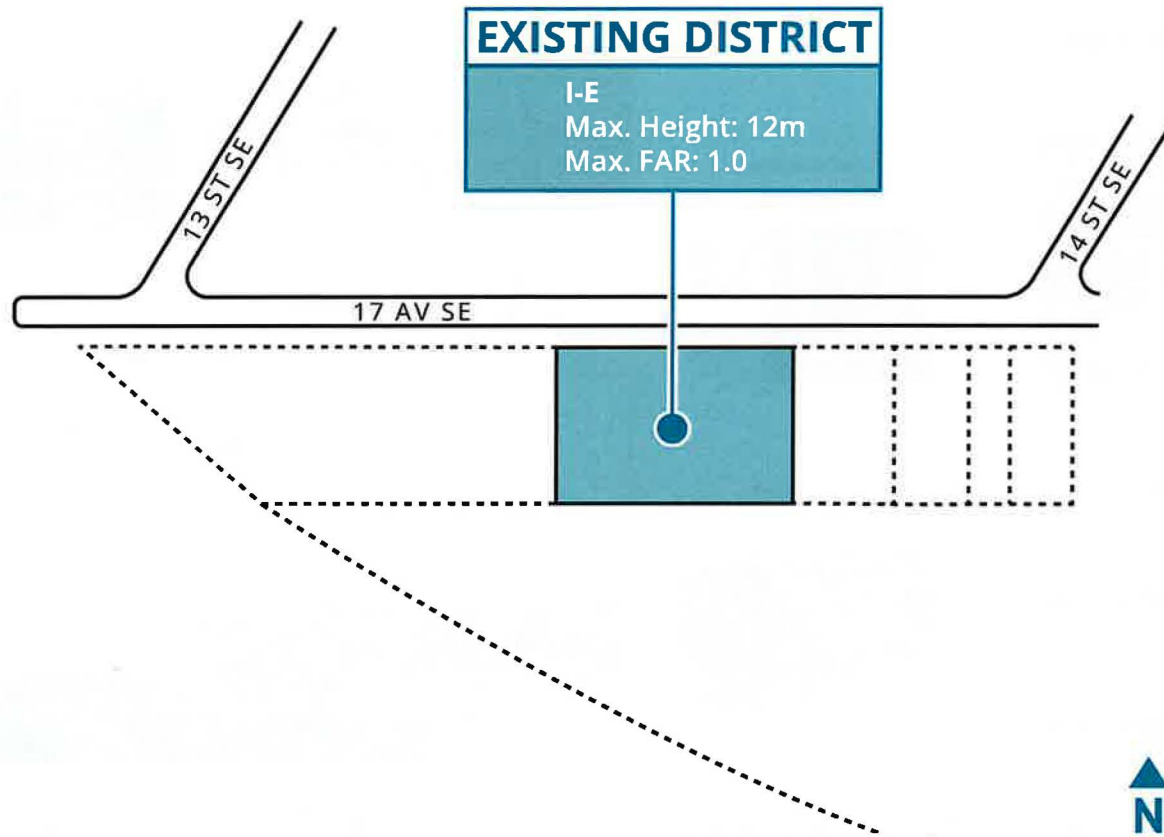 EXISTING DISTRICT
I-E
Max. Height: 12m
Max. FAR: 1.0
13 ST SE
14 ST SE
17 AV SE
N